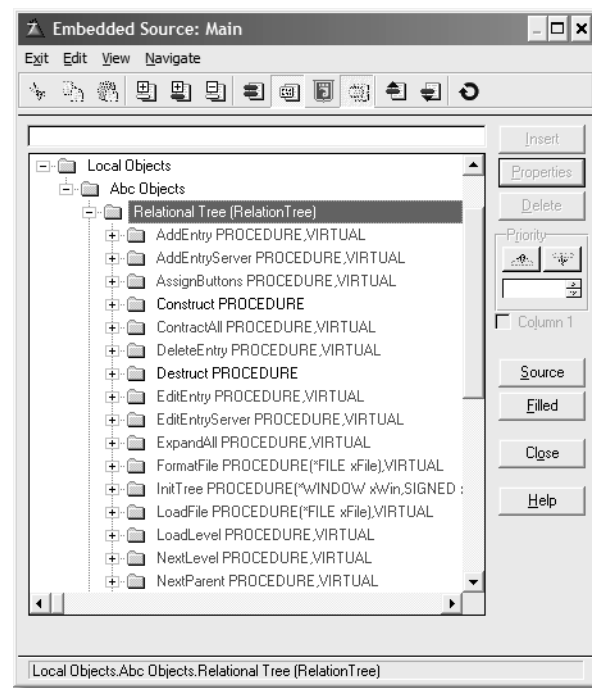 Embedded Source: Main
Exit Edit View Navigate
Insert
Properties
Delete
Priority
Column 1
Source
Filled
Close
Help
Local Objects
Abc Objects
Relational Tree (RelationTree)
AddEntry PROCEDURE,VIRTUAL
AddEntryServer PROCEDURE,VIRTUAL
AssignButtons PROCEDURE,VIRTUAL
Construct PROCEDURE
ContractAll PROCEDURE,VIRTUAL
DeleteEntry PROCEDURE,VIRTUAL
Destruct PROCEDURE
EditEntry PROCEDURE,VIRTUAL
EditEntryServer PROCEDURE,VIRTUAL
ExpandAll PROCEDURE,VIRTUAL
FormatFile PROCEDURE(*FILE xFile),VIRTUAL
InitTree PROCEDURE(*WINDOW xWin,SIGNED :
LoadFile PROCEDURE(*FILE xFile),VIRTUAL
LoadLevel PROCEDURE,VIRTUAL
NextLevel PROCEDURE,VIRTUAL
NextParent PROCEDURE,VIRTUAL
Local Objects.Abc Objects.Relational Tree (RelationTree)